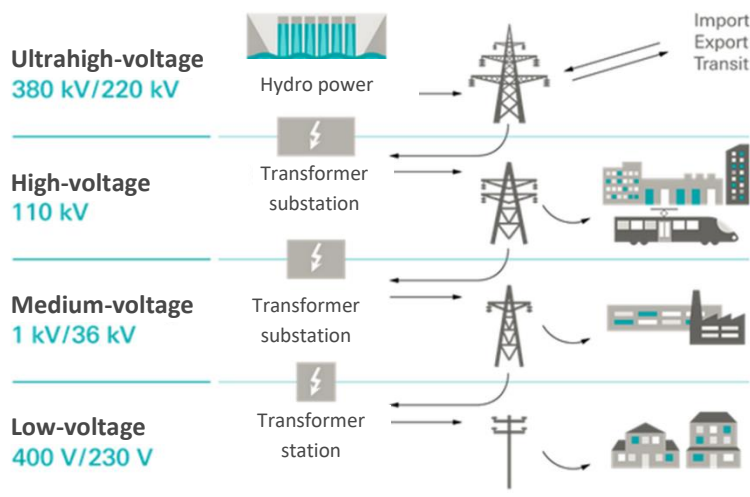 Ultrahigh-voltage
380 kV/220 kV
Hydro power
Import
Export
Transit
High-voltage
110 kV
Transformer
substation
Medium-voltage
1 kV/36 kV
Transformer
substation
Low-voltage
400 V/230 V
Transformer
station